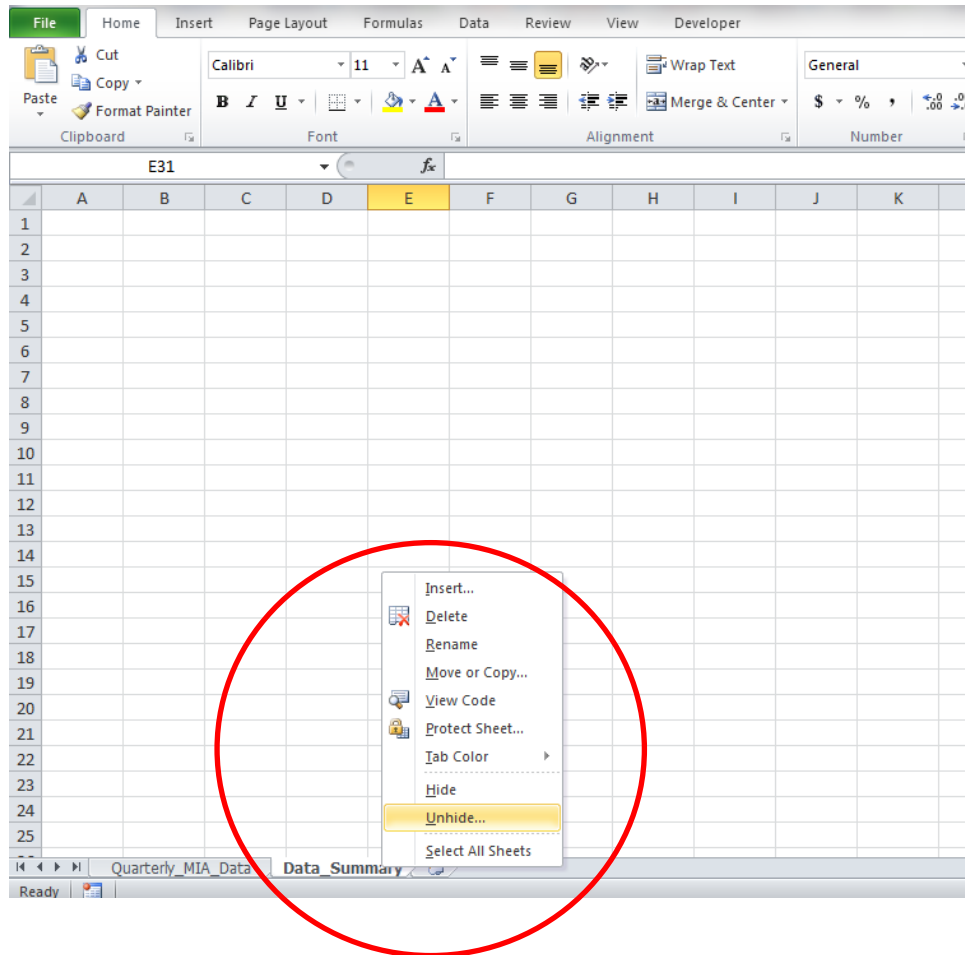 File Home Insert Page Layout Formulas Data Review View Developer
Cut
Calibri 11 A A Wrap Text General
Copy
Paste
Format Painter B I U A Merge & Center $ % , .00
Clipboard Font Alignment Number
E31 fx
A B C D E F G H I J K
1
2
3
4
5
6
7
8
9
10
11
12
13
14
15
16
17
18
19
20
21
22
23
24
25
Insert...
Delete
Rename
Move or Copy...
View Code
Protect Sheet...
Tab Color
Hide
Unhide...
Select All Sheets
Quarterly_MIA_Data Data_Summary
Ready